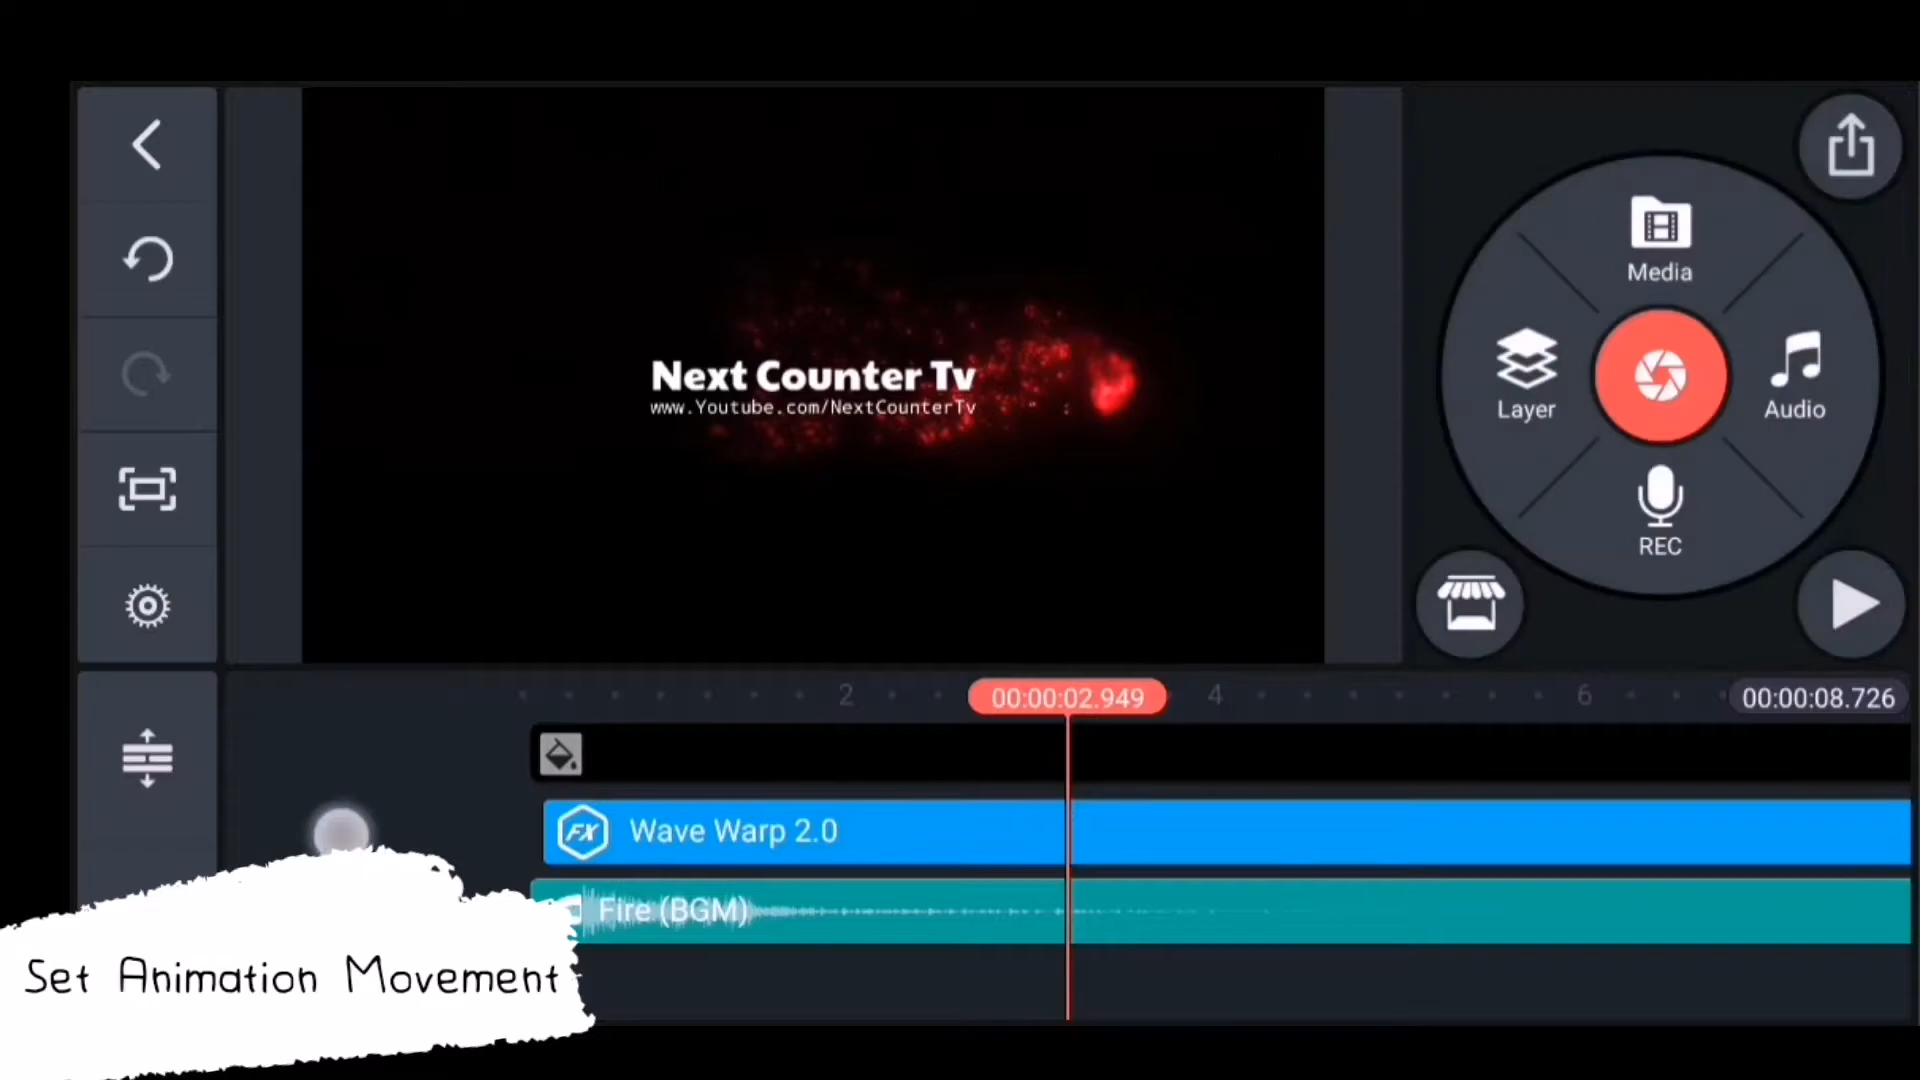 Media
Layer
Audio
REC
Next Counter Tv
www.Youtube.com/NextCounterTv
2
00:00:02.949
4
6
00:00:08.726
FX
Wave Warp 2.0
Fire (BGM)
Set Animation Movement